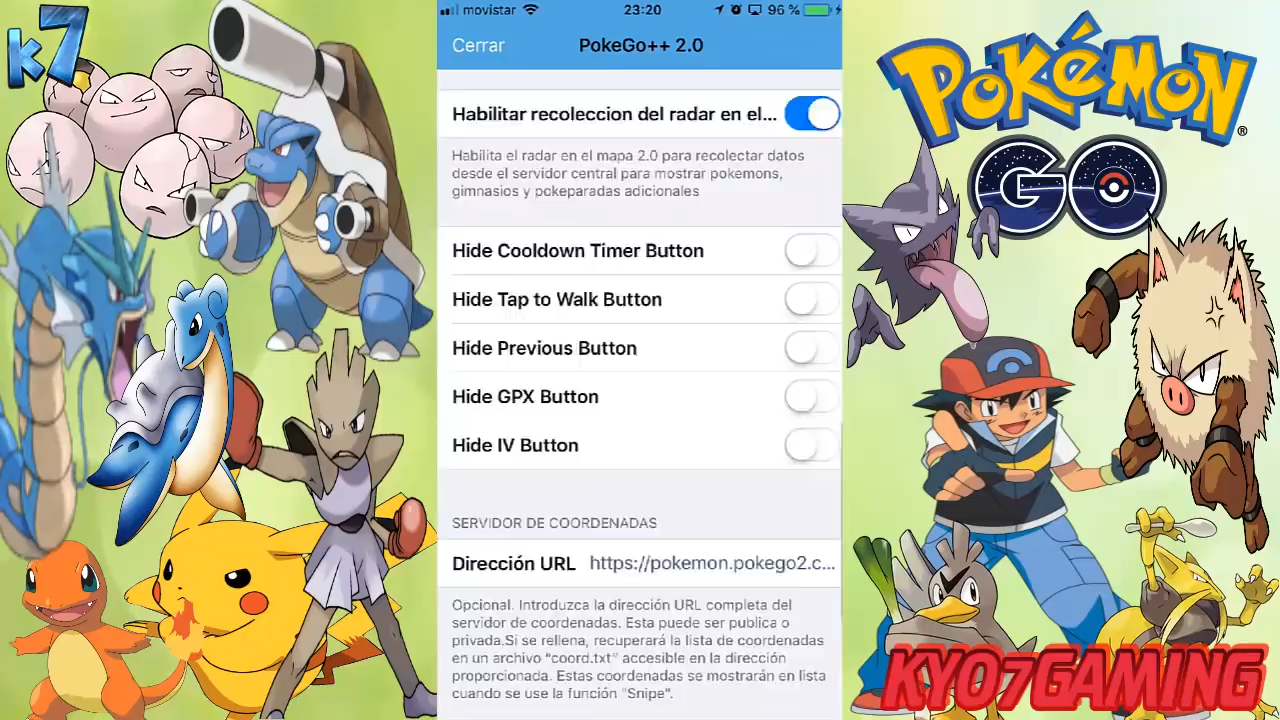 K7
movistar 23:20 96 %
Cerrar PokeGo++ 2.0
Habilitar recoleccion del radar en el...
Habilita el radar en el mapa 2.0 para recolectar datos
desde el servidor central para mostrar pokemons,
gimnasios y pokeparadas adicionales
Hide Cooldown Timer Button
Hide Tap to Walk Button
Hide Previous Button
Hide GPX Button
Hide IV Button
SERVIDOR DE COORDENADAS
Dirección URL https://pokemon.pokego2.c...
Opcional. Introduzca la dirección URL completa del
servidor de coordenadas. Esta puede ser publica o
privada.Si se rellena, recuperará la lista de coordenadas
en un archivo “coord.txt” accesible en la dirección
proporcionada. Estas coordenadas se mostrarán en lista
cuando se use la función "Snipe".
POKéMON®
GO
KYO7GAMING